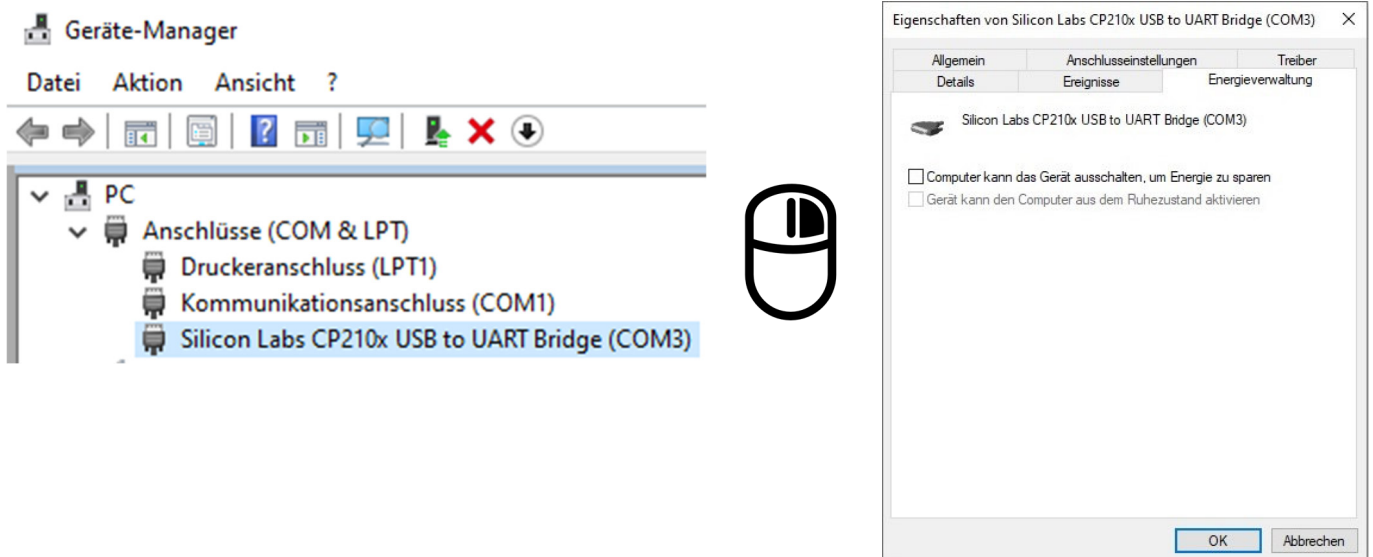 Geräte-Manager
Datei Aktion Ansicht ?
PC
Anschlüsse (COM & LPT)
Druckeranschluss (LPT1)
Kommunikationsanschluss (COM1)
Silicon Labs CP210x USB to UART Bridge (COM3)
Eigenschaften von Silicon Labs CP210x USB to UART Bridge (COM3)
Allgemein Anschlusseinstellungen Treiber
Details Ereignisse Energieverwaltung
Silicon Labs CP210x USB to UART Bridge (COM3)
Computer kann das Gerät ausschalten, um Energie zu sparen
Gerät kann den Computer aus dem Ruhezustand aktivieren
OK Abbrechen